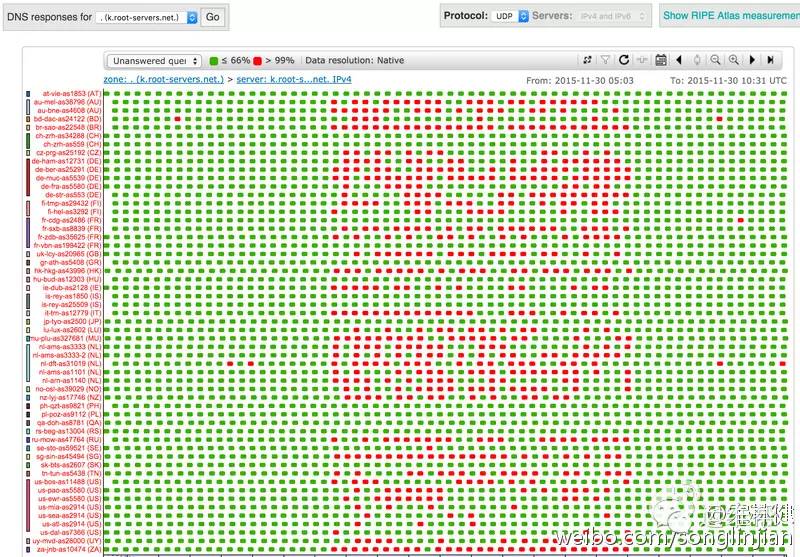 DNS responses for . (k.root-servers.net.) Go
Protocol: UDP Servers: IPv4 and IPv6
Show RIPE Atlas measuremen
Unanswered quei ≤ 66% > 99% Data resolution: Native
zone: . (k.root-servers.net.) > server: k.root-s...net. IPv4
From: 2015-11-30 05:03 To: 2015-11-30 10:31 UTC
at-vie-as1853 (AT)
au-mel-as38796 (AU)
au-bne-as4608 (AU)
bd-dac-as24122 (BD)
br-sao-as22548 (BR)
ch-zrh-as34288 (CH)
ch-zrh-as559 (CH)
cz-prg-as25192 (CZ)
de-ham-as12731 (DE)
de-ber-as25291 (DE)
de-muc-as5539 (DE)
de-fra-as5580 (DE)
de-str-as553 (DE)
fi-tmp-as29432 (FI)
fi-hel-as3292 (FI)
fr-cdg-as2486 (FR)
fr-sxb-as8839 (FR)
fr-zdb-as35625 (FR)
fr-vbn-as199422 (FR)
uk-lcy-as20965 (GB)
gr-ath-as5408 (GR)
hk-hkg-as43996 (HK)
hu-bud-as12303 (HU)
ie-dub-as2128 (IE)
is-rey-as1850 (IS)
is-rey-as25509 (IS)
it-frn-as12779 (IT)
jp-tyo-as2500 (JP)
lu-lux-as2602 (LU)
mu-plu-as327681 (MU)
nl-ams-as3333 (NL)
nl-ams-as3333-2 (NL)
nl-dft-as31019 (NL)
nl-ams-as1101 (NL)
nl-arn-as1140 (NL)
no-osl-as39029 (NO)
nz-lyj-as17746 (NZ)
ph-qzt-as9821 (PH)
pl-poz-as9112 (PL)
qa-doh-as8781 (QA)
rs-beg-as13004 (RS)
ru-mow-as47764 (RU)
se-sto-as59521 (SE)
sg-sin-as45494 (SG)
sk-bts-as2607 (SK)
tn-tun-as5438 (TN)
us-bos-as11488 (US)
us-pao-as5580 (US)
us-ewr-as5580 (US)
us-mia-as2914 (US)
us-sea-as2914 (US)
us-atl-as2914 (US)
us-dal-as7366 (US)
uy-mvd-as28000 (UY)
za-jnb-as10474 (ZA)
weibo.com/songlinjian